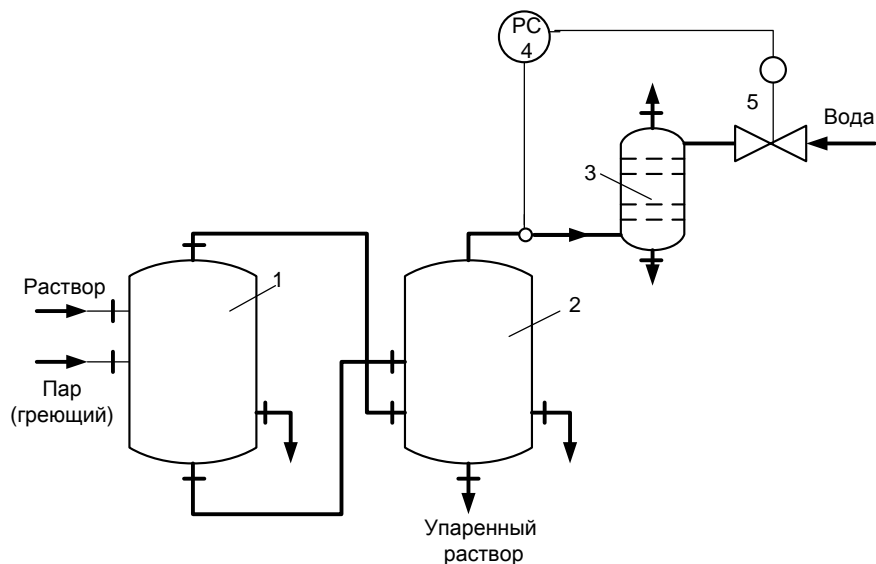 PC
4
5
Вода
3
Раствор
1
2
Пар
(греющий)
Упаренный
раствор